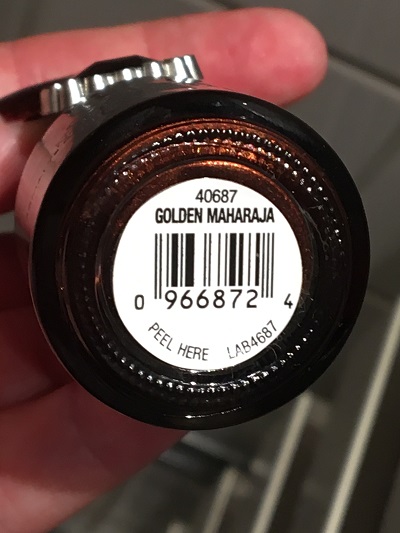 40687
GOLDEN MAHARAJA
0 966872 4
PEEL HERE LAB4687